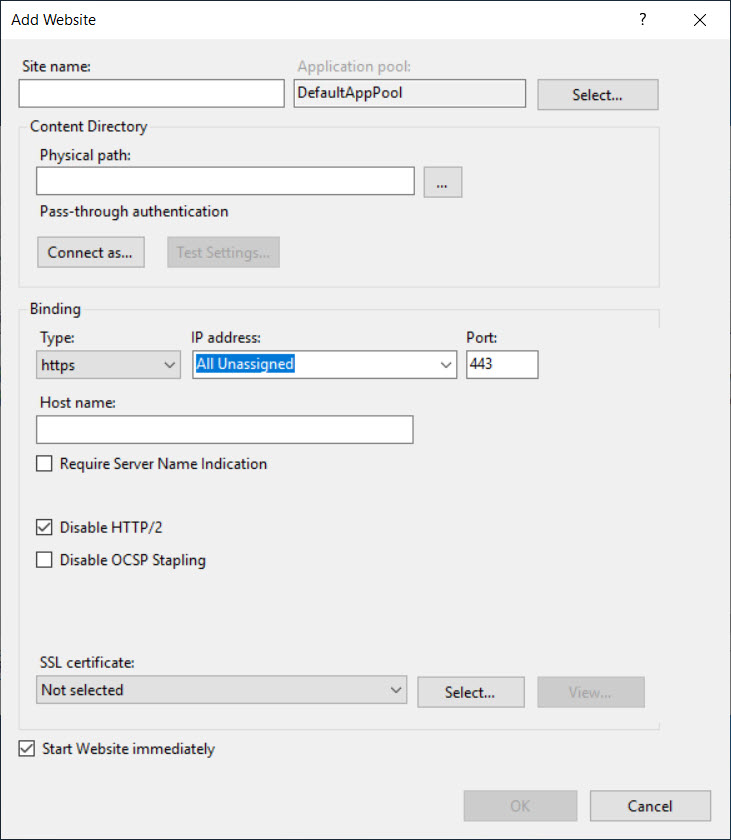 Add Website
?
Site name:
Application pool:
DefaultAppPool
Select...
Content Directory
Physical path:
...
Pass-through authentication
Connect as...
Test Settings...
Binding
Type:
IP address:
Port:
https
All Unassigned
443
Host name:
Require Server Name Indication
Disable HTTP/2
Disable OCSP Stapling
SSL certificate:
Not selected
Select...
View...
Start Website immediately
OK
Cancel